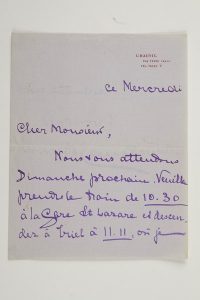 ce Mercredi
Cher Monsieur,
Nous vous attendons
Dimanche prochain. Veuillez
prendre le train de 10.30
à la Gare St Lazare et descen
dez à Triel à 11.11, où je